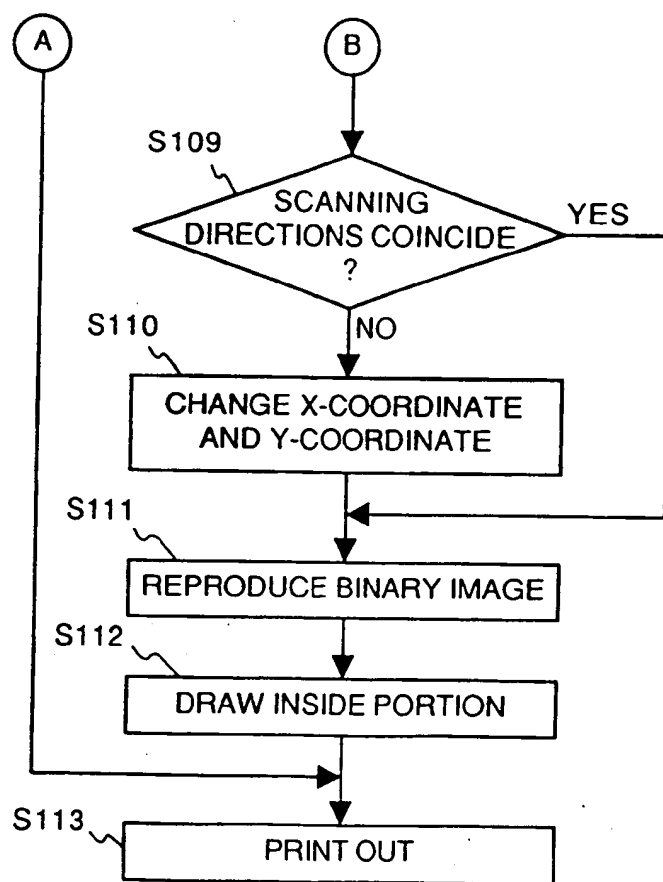 A
B
S109
SCANNING
DIRECTIONS COINCIDE
?
YES
NO
S110
CHANGE X-COORDINATE
AND Y-COORDINATE
S111
REPRODUCE BINARY IMAGE
S112
DRAW INSIDE PORTION
S113
PRINT OUT